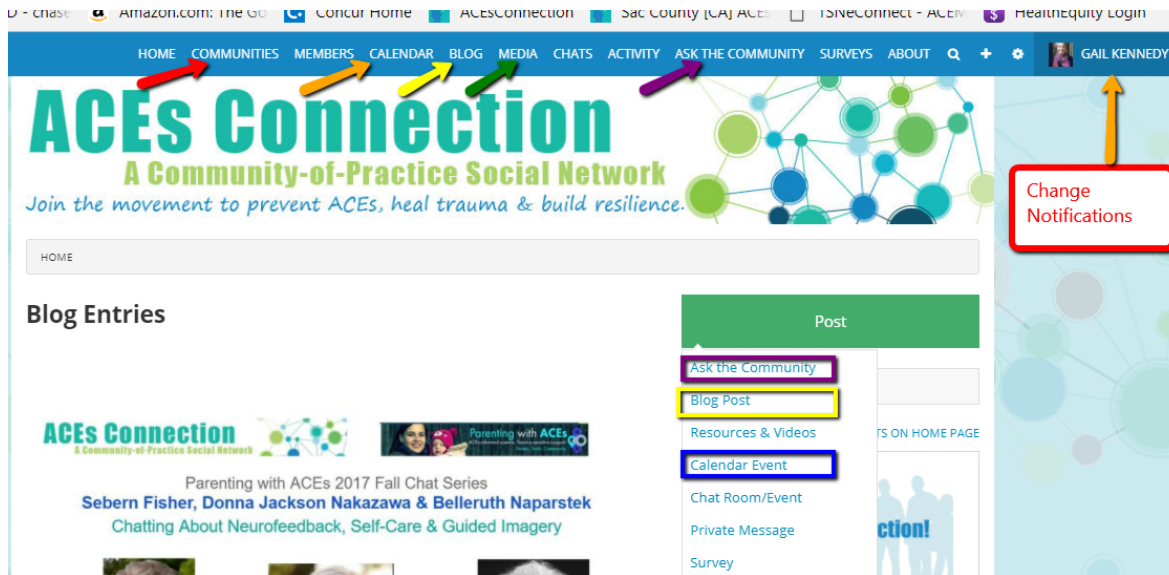 D - chase Amazon.com: The Go Concur Home ACEsConnection Sac County [CA] ACEs TSNeConnect - ACEN HealthEquity Login
HOME COMMUNITIES MEMBERS CALENDAR BLOG MEDIA CHATS ACTIVITY ASK THE COMMUNITY SURVEYS ABOUT GAIL KENNEDY
ACEs Connection
A Community-of-Practice Social Network
Join the movement to prevent ACEs, heal trauma & build resilience.
Change
Notifications
HOME
Blog Entries
Post
Ask the Community
Blog Post
Resources & Videos
TS ON HOME PAGE
Calendar Event
Chat Room/Event
Private Message
Survey
ction!
ACEs Connection
A Community-of-Practice Social Network
Parenting with ACEs
Parenting with ACEs 2017 Fall Chat Series
Sebern Fisher, Donna Jackson Nakazawa & Belleruth Naparstek
Chatting About Neurofeedback, Self-Care & Guided Imagery